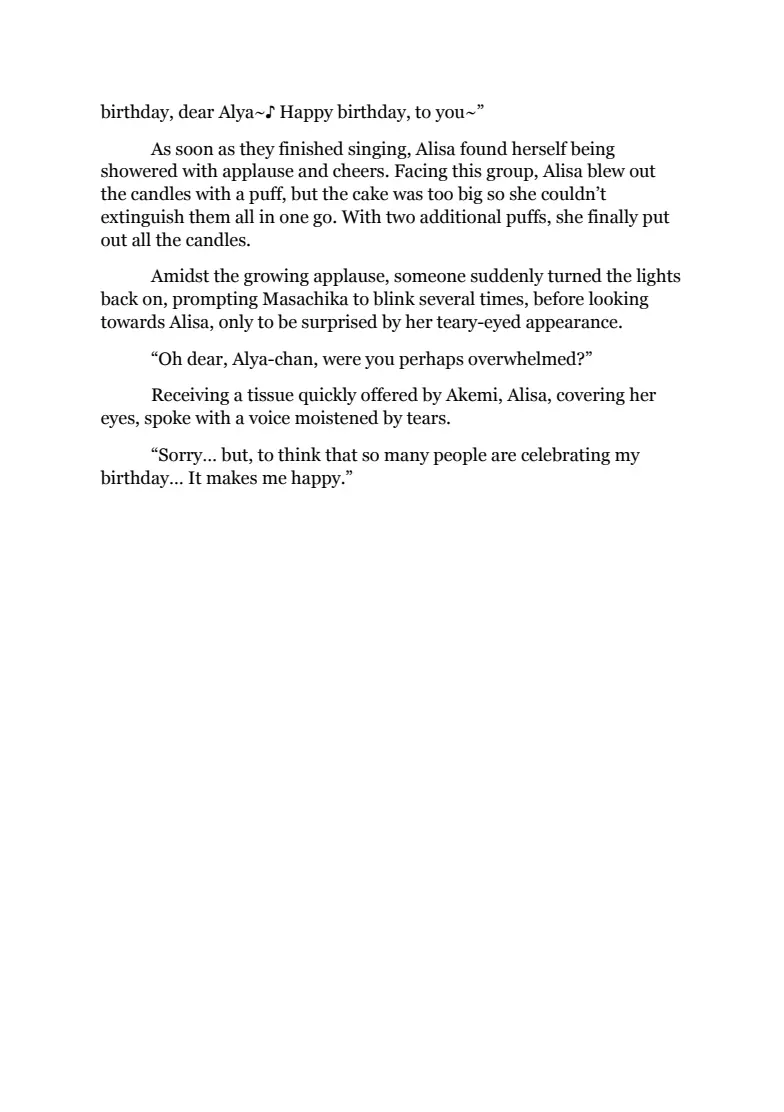 birthday, dear Alya~♪ Happy birthday, to you~”
As soon as they finished singing, Alisa found herself being
showered with applause and cheers. Facing this group, Alisa blew out
the candles with a puff, but the cake was too big so she couldn’t
extinguish them all in one go. With two additional puffs, she finally put
out all the candles.
Amidst the growing applause, someone suddenly turned the lights
back on, prompting Masachika to blink several times, before looking
towards Alisa, only to be surprised by her teary-eyed appearance.
“Oh dear, Alya-chan, were you perhaps overwhelmed?”
Receiving a tissue quickly offered by Akemi, Alisa, covering her
eyes, spoke with a voice moistened by tears.
“Sorry... but, to think that so many people are celebrating my
birthday... It makes me happy.”